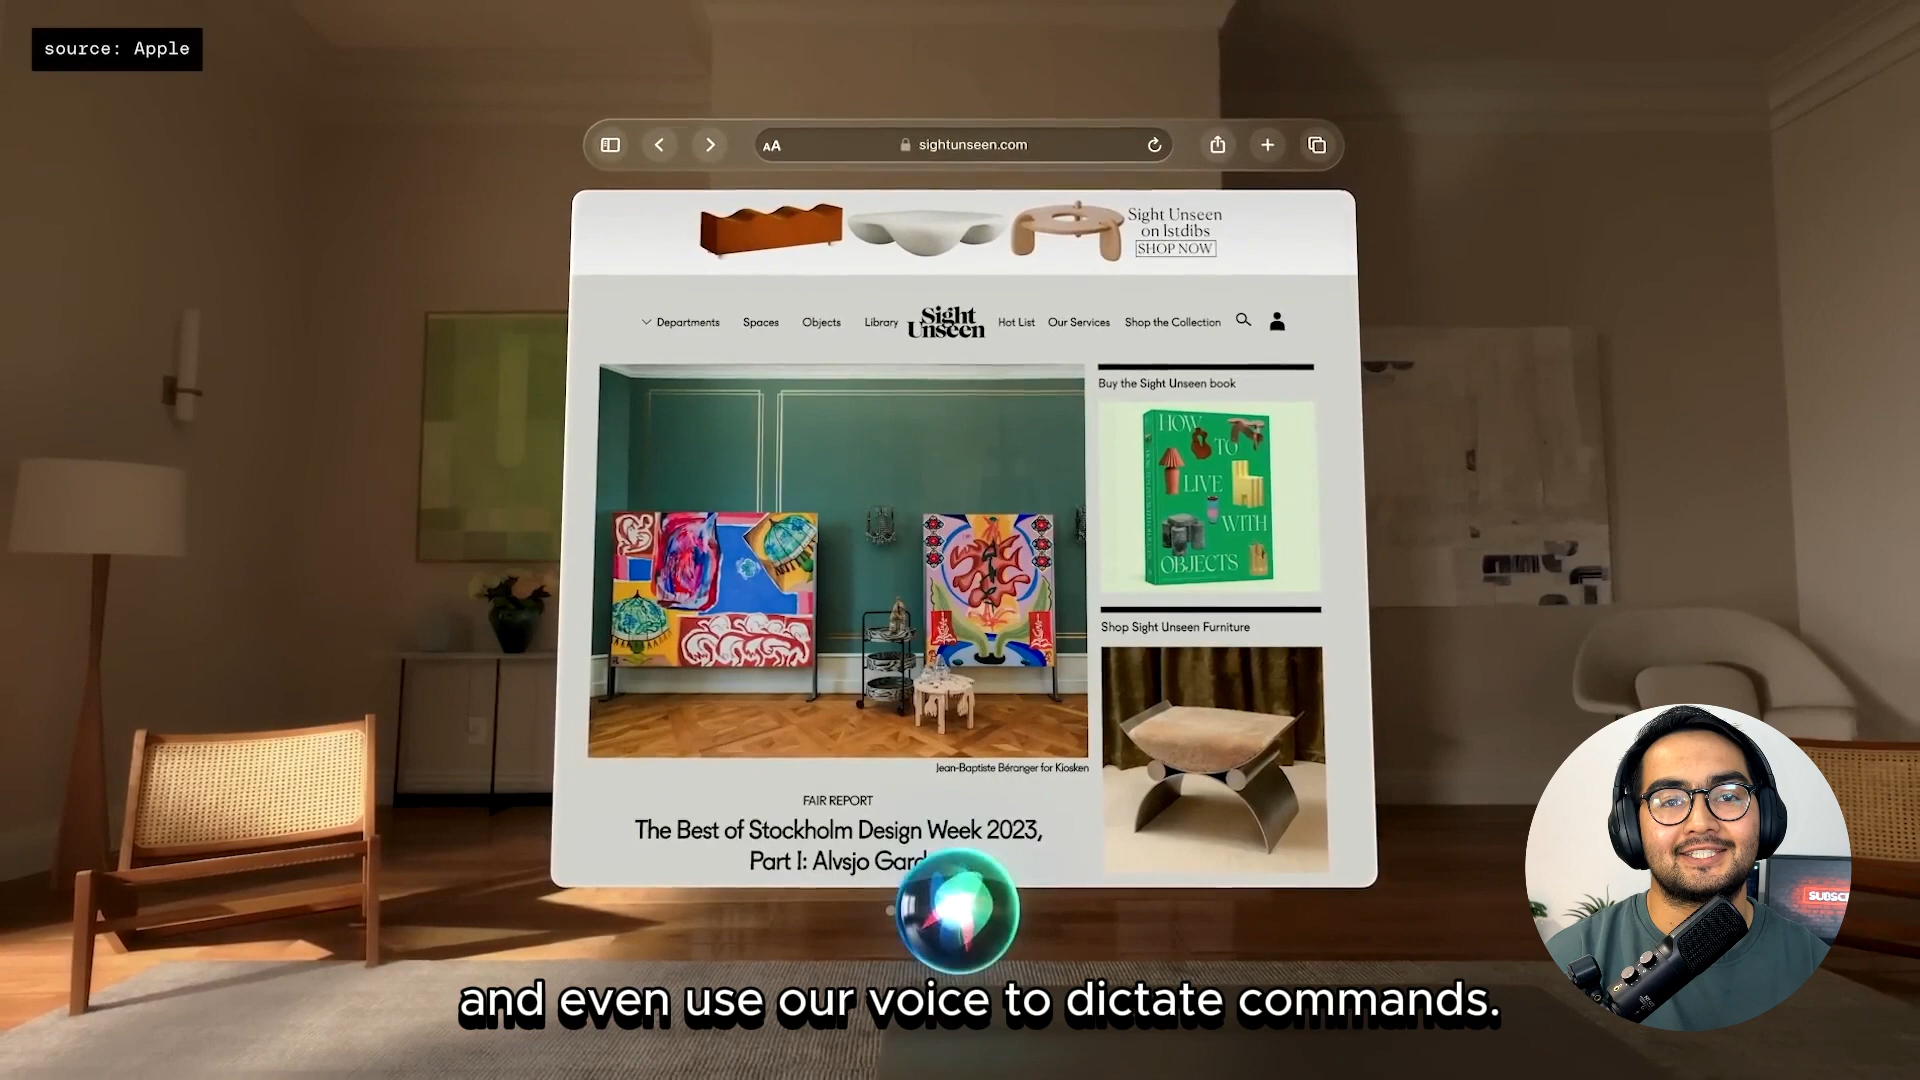 source: Apple
AA
sightunseen.com
Sight Unseen
on 1stdibs
SHOP NOW
Departments
Spaces
Objects
Library
Sight
Unseen
Hot List
Our Services
Shop the Collection
Buy the Sight Unseen book
HOW
TO
LIVE
WITH
OBJECTS
Shop Sight Unseen Furniture
Jean-Baptiste Béranger for Kiosken
FAIR REPORT
The Best of Stockholm Design Week 2023,
Part I: Alvsjo Gard
SUBSC
and even use our voice to dictate commands.